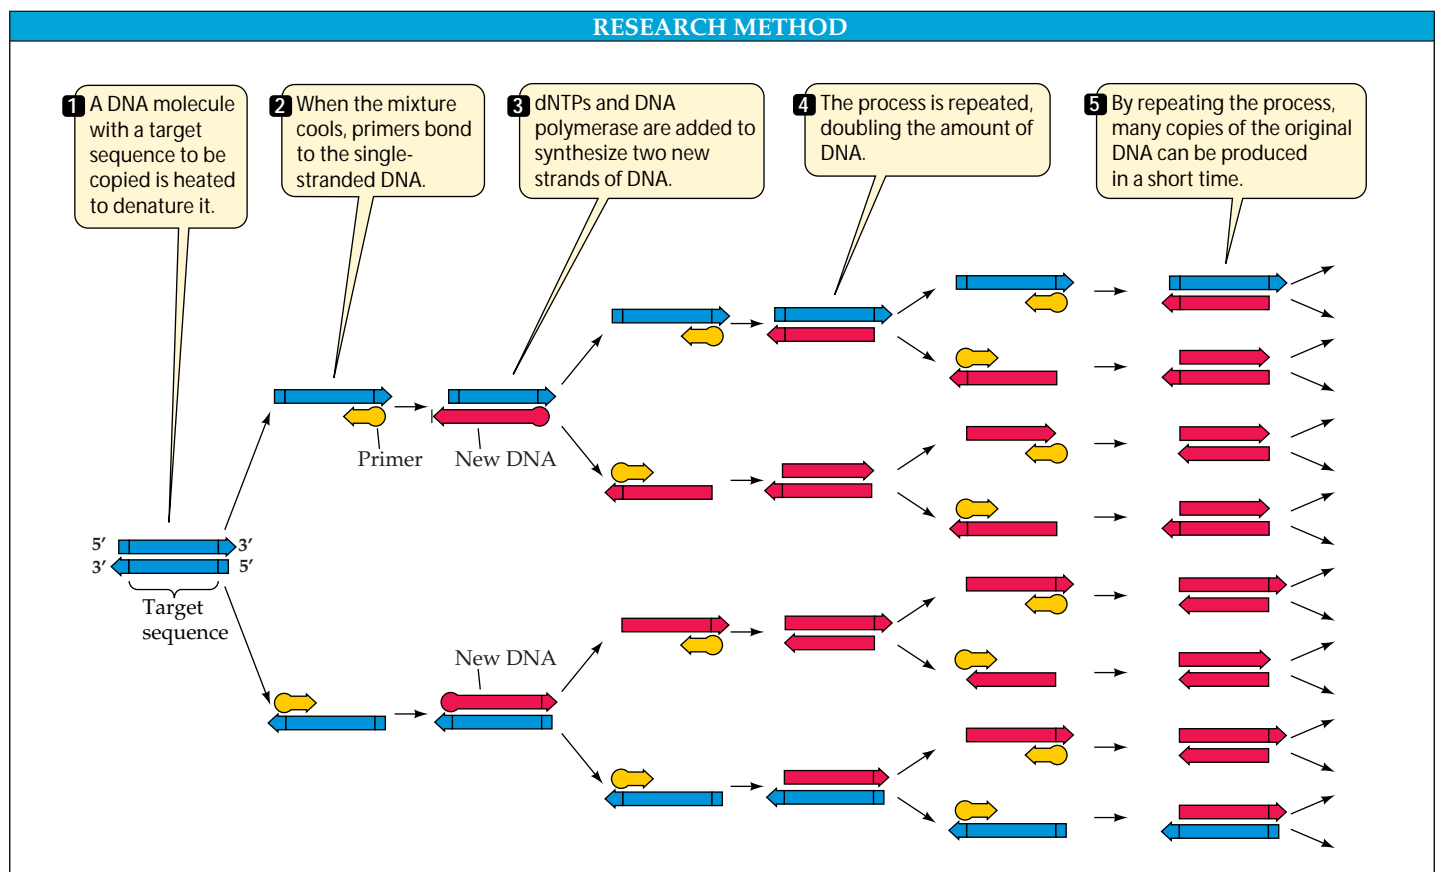 RESEARCH METHOD
1 A DNA molecule
with a target
sequence to be
copied is heated
to denature it.
2 When the mixture
cools, primers bond
to the single-
stranded DNA.
3 dNTPs and DNA
polymerase are added to
synthesize two new
strands of DNA.
4 The process is repeated,
doubling the amount of
DNA.
5 By repeating the process,
many copies of the original
DNA can be produced
in a short time.
Primer
New DNA
5′ 3′
3′ 5′
Target
sequence
New DNA